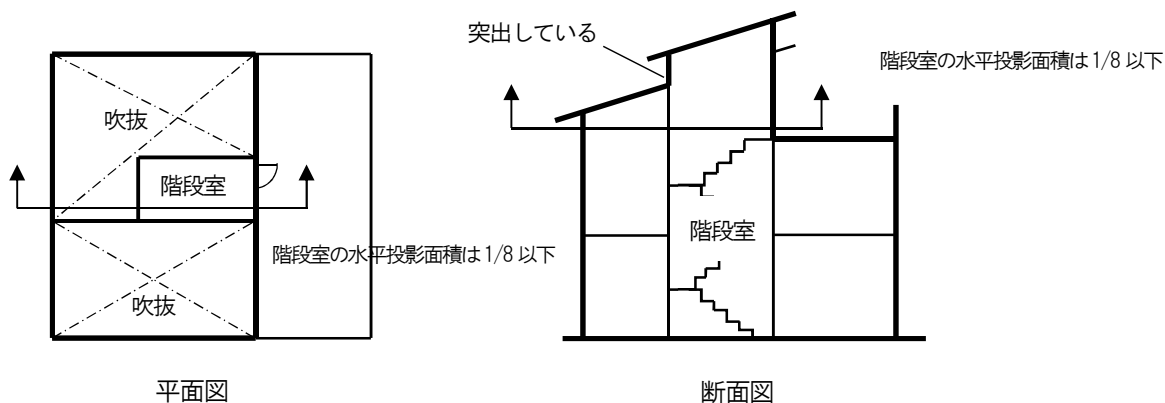 突出している
階段室の水平投影面積は1/8 以下
吹抜
階段室
階段室
階段室の水平投影面積は1/8 以下
吹抜
平面図
断面図